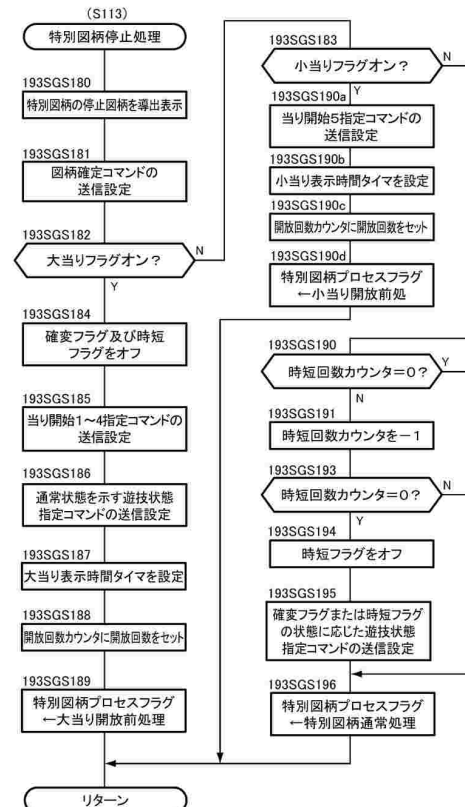 (S113)
特別図柄停止処理
193SGS180
特別図柄の停止図柄を導出表示
193SGS181
図柄確定コマンドの
送信設定
193SGS182
大当りフラグオン？
N
Y
193SGS184
確変フラグ及び時短
フラグをオフ
193SGS185
当り開始1～4指定コマンドの
送信設定
193SGS186
通常状態を示す遊技状態
指定コマンドの送信設定
193SGS187
大当り表示時間タイマを設定
193SGS188
開放回数カウンタに開放回数をセット
193SGS189
特別図柄プロセスフラグ
←大当り開放前処理
リターン
193SGS183
小当りフラグオン？
N
Y
193SGS190a
当り開始5指定コマンドの
送信設定
193SGS190b
小当り表示時間タイマを設定
193SGS190c
開放回数カウンタに開放回数をセット
193SGS190d
特別図柄プロセスフラグ
←小当り開放前処
193SGS190
時短回数カウンタ＝0？
Y
N
193SGS191
時短回数カウンタを－1
193SGS193
時短回数カウンタ＝0？
N
Y
193SGS194
時短フラグをオフ
193SGS195
確変フラグまたは時短フラグ
の状態に応じた遊技状態
指定コマンドの送信設定
193SGS196
特別図柄プロセスフラグ
←特別図柄通常処理